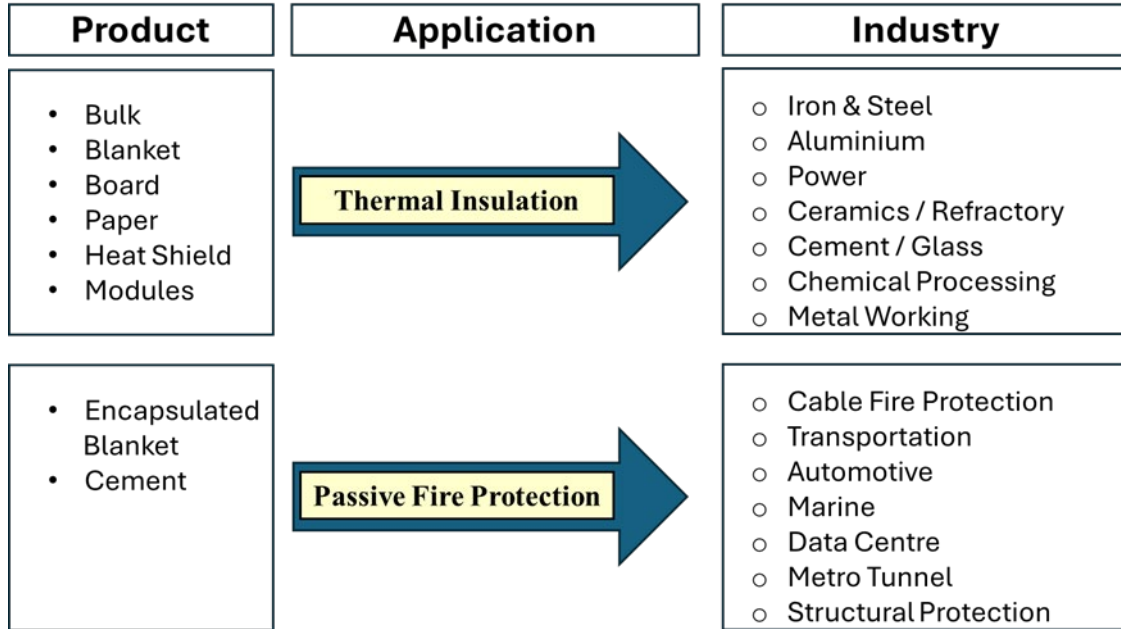 Product
Application
Industry
• Bulk
• Blanket
• Board
• Paper
• Heat Shield
• Modules
Thermal Insulation
o Iron & Steel
o Aluminium
o Power
o Ceramics / Refractory
o Cement / Glass
o Chemical Processing
o Metal Working
• Encapsulated
Blanket
• Cement
Passive Fire Protection
o Cable Fire Protection
o Transportation
o Automotive
o Marine
o Data Centre
o Metro Tunnel
o Structural Protection